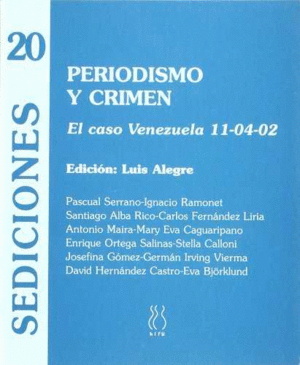 20
SEDICIONES
PERIODISMO
Y CRIMEN
El caso Venezuela 11-04-02
Edición: Luis Alegre
Pascual Serrano-Ignacio Ramonet
Santiago Alba Rico-Carlos Fernández Liria
Antonio Maira-Mary Eva Caguaripano
Enrique Ortega Salinas-Stella Calloni
Josefina Gómez-Germán Irving Vierma
David Hernández Castro-Eva Björklund
HIRU